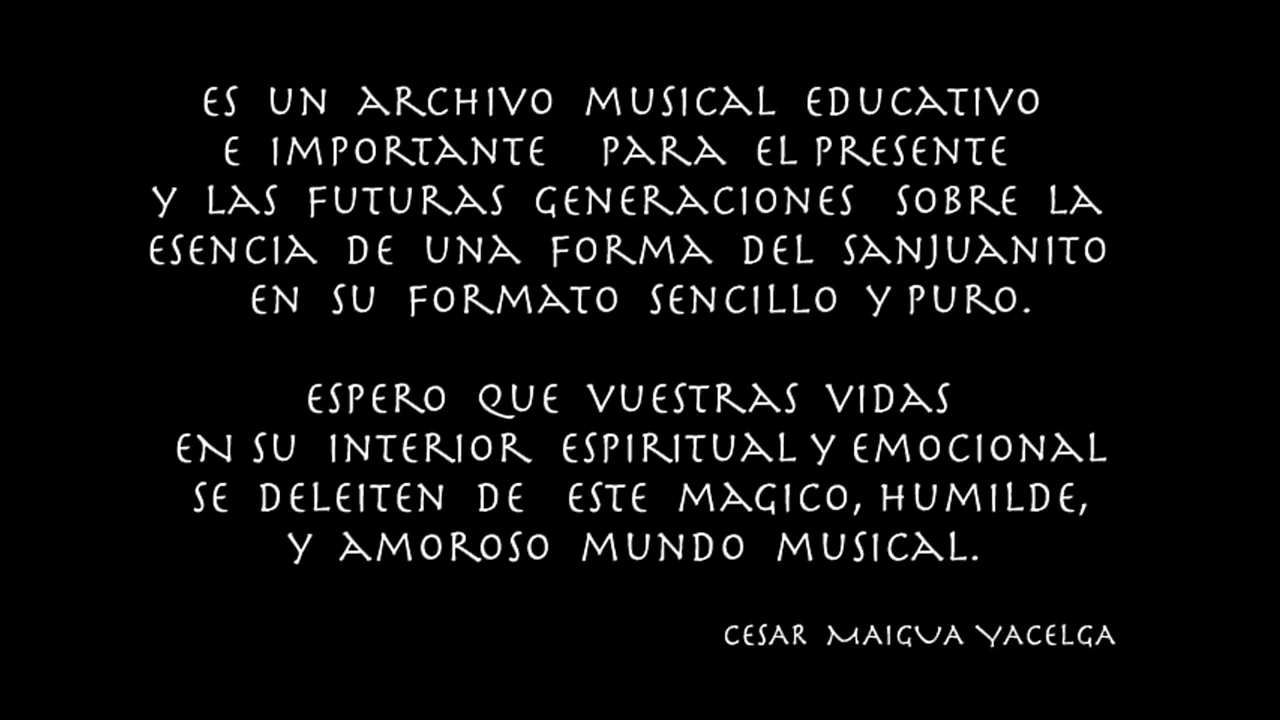 ES UN ARCHIVO MUSICAL EDUCATIVO
E IMPORTANTE PARA EL PRESENTE
Y LAS FUTURAS GENERACIONES SOBRE LA
ESENCIA DE UNA FORMA DEL SANJUANITO
EN SU FORMATO SENCILLO Y PURO.
ESPERO QUE VUESTRAS VIDAS
EN SU INTERIOR ESPIRITUAL Y EMOCIONAL
SE DELEITEN DE ESTE MAGICO, HUMILDE,
Y AMOROSO MUNDO MUSICAL.
CESAR MAIGUA YACELGA